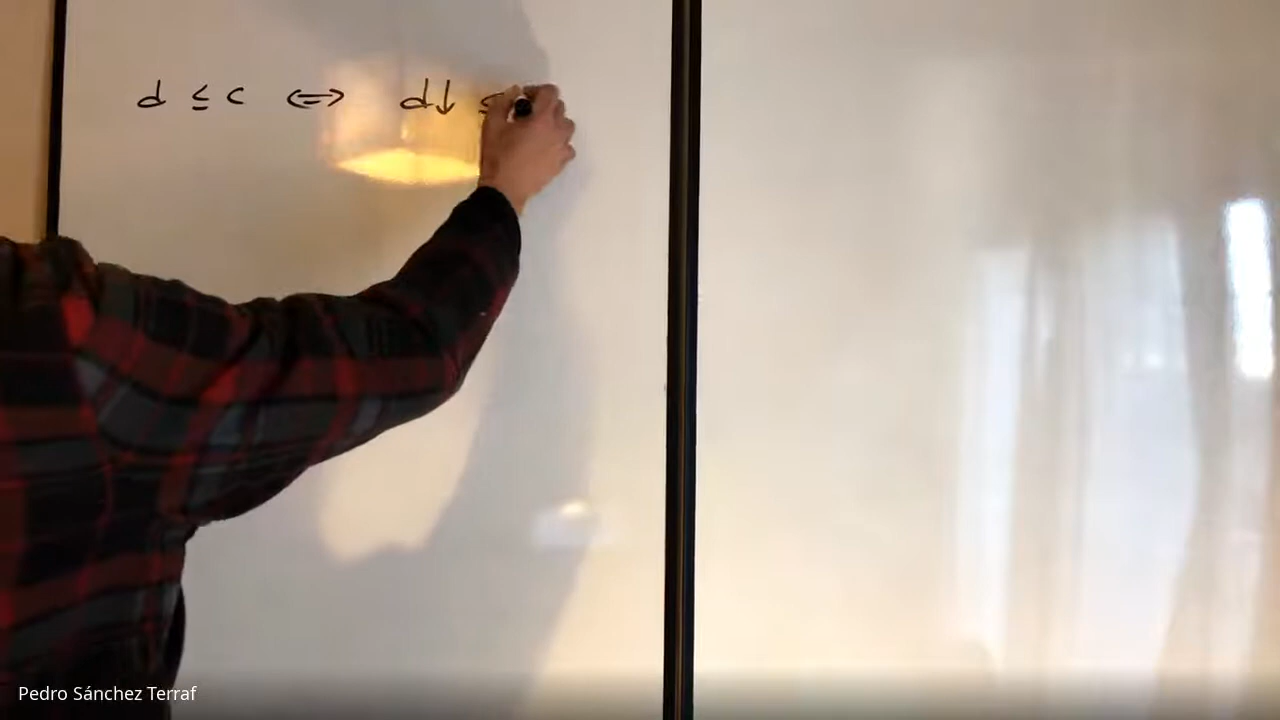 d ≤ c ⇔ d↓ ⊆
Pedro Sánchez Terraf